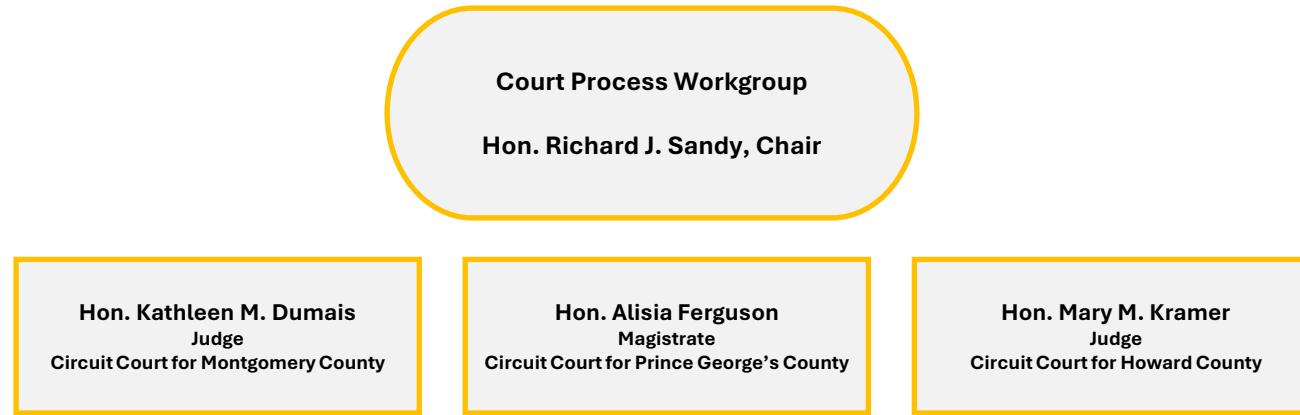 Court Process Workgroup
Hon. Richard J. Sandy, Chair
Hon. Kathleen M. Dumais
Judge
Circuit Court for Montgomery County
Hon. Alisia Ferguson
Magistrate
Circuit Court for Prince George’s County
Hon. Mary M. Kramer
Judge
Circuit Court for Howard County